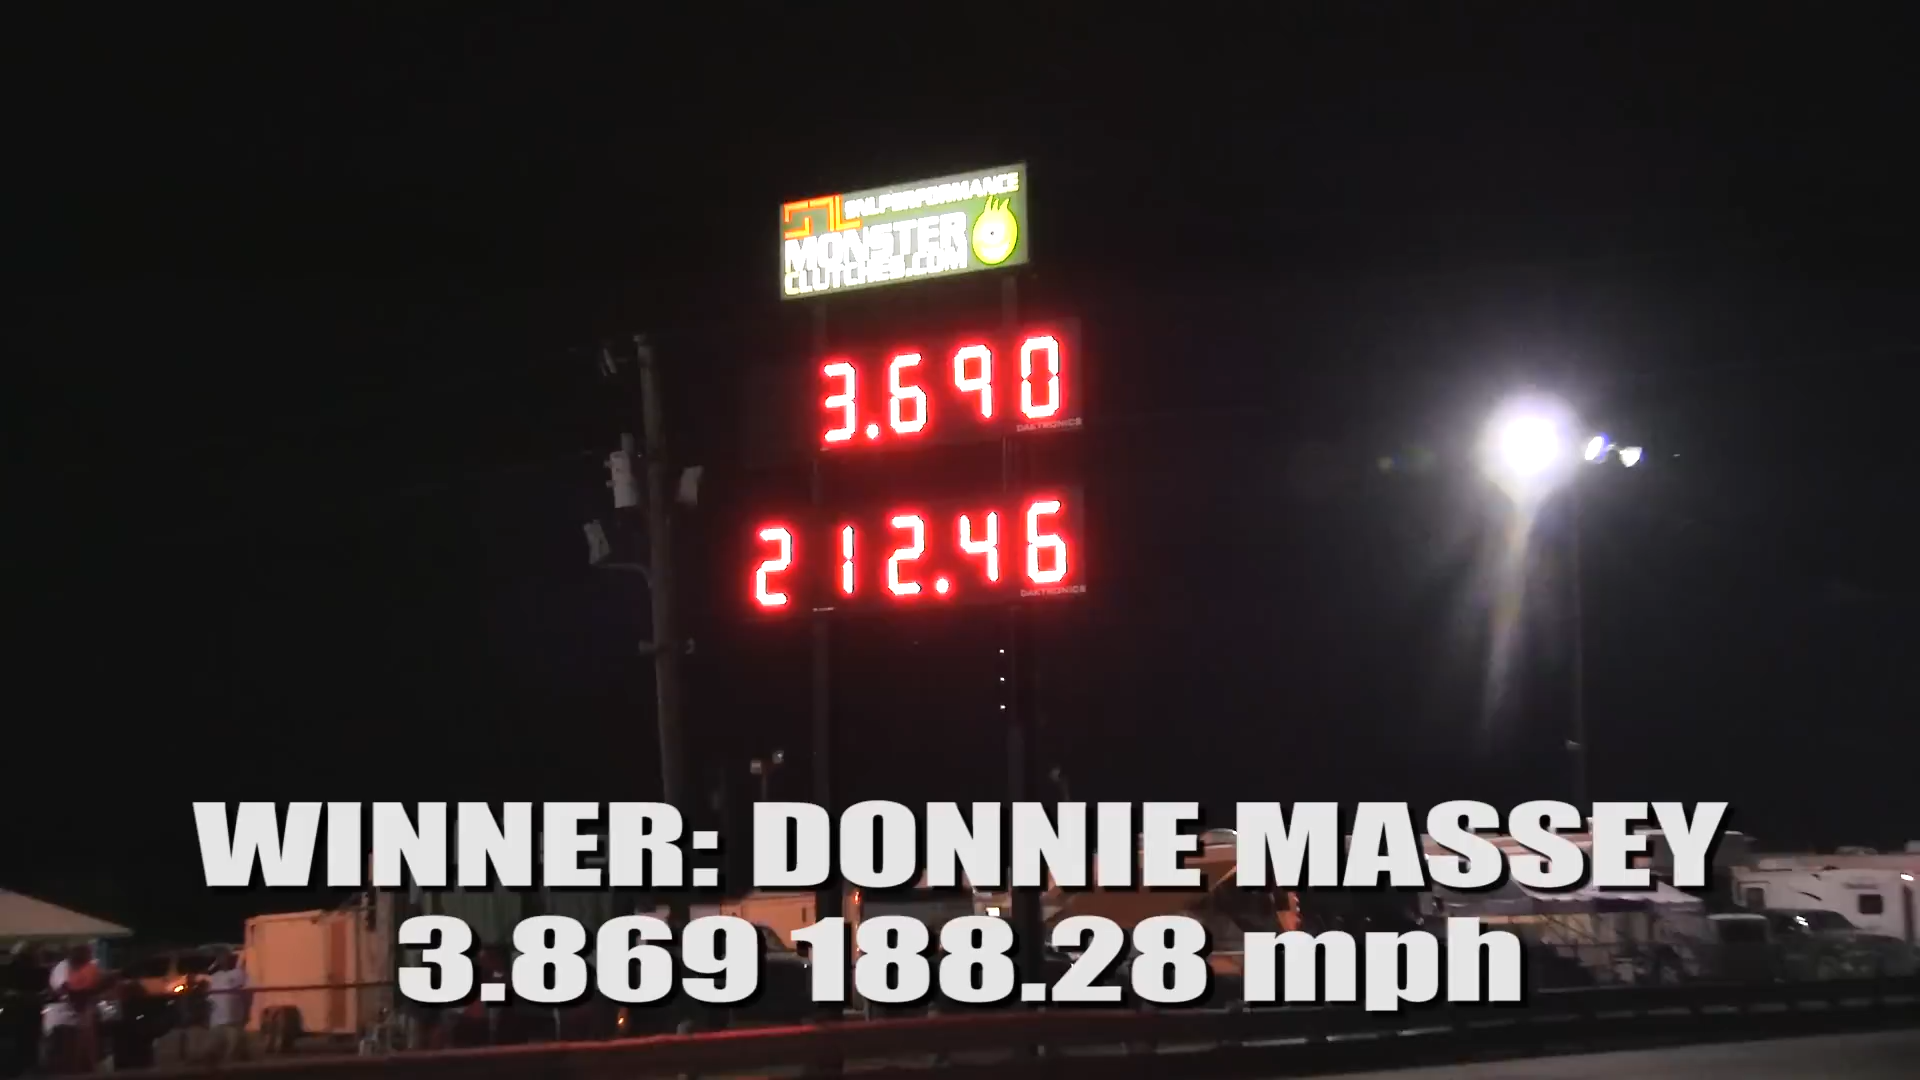 SNLPERFORMANCE
MONSTER
CLUTCHES.COM
3.690
DAKTRONICS
212.46
DAKTRONICS
WINNER: DONNIE MASSEY
3.869 188.28 mph